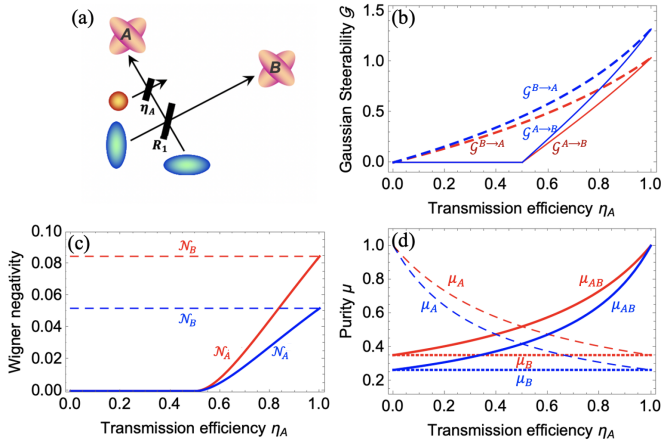 (a)
A
B
η_A
R_1
(b)
Gaussian Steerability 𝒢
1.5
1.0
0.5
0.0
𝒢^{B→A}
𝒢^{A→B}
𝒢^{B→A}
𝒢^{A→B}
0.0 0.2 0.4 0.6 0.8 1.0
Transmission efficiency η_A
(c)
Wigner negativity
0.10
0.08
0.06
0.04
0.02
0.00
𝒩_B
𝒩_B
𝒩_A
𝒩_A
0.0 0.2 0.4 0.6 0.8 1.0
Transmission efficiency η_A
(d)
Purity μ
1.0
0.8
0.6
0.4
0.2
μ_A
μ_A
μ_AB
μ_AB
μ_B
μ_B
0.0 0.2 0.4 0.6 0.8 1.0
Transmission efficiency η_A